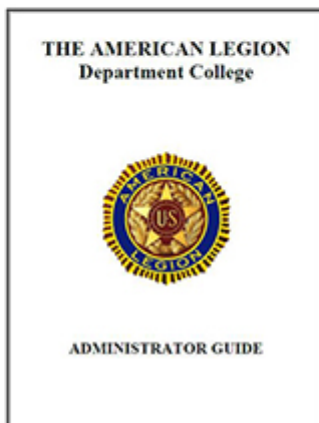 THE AMERICAN LEGION
Department College
AMERICAN
US
LEGION
ADMINISTRATOR GUIDE